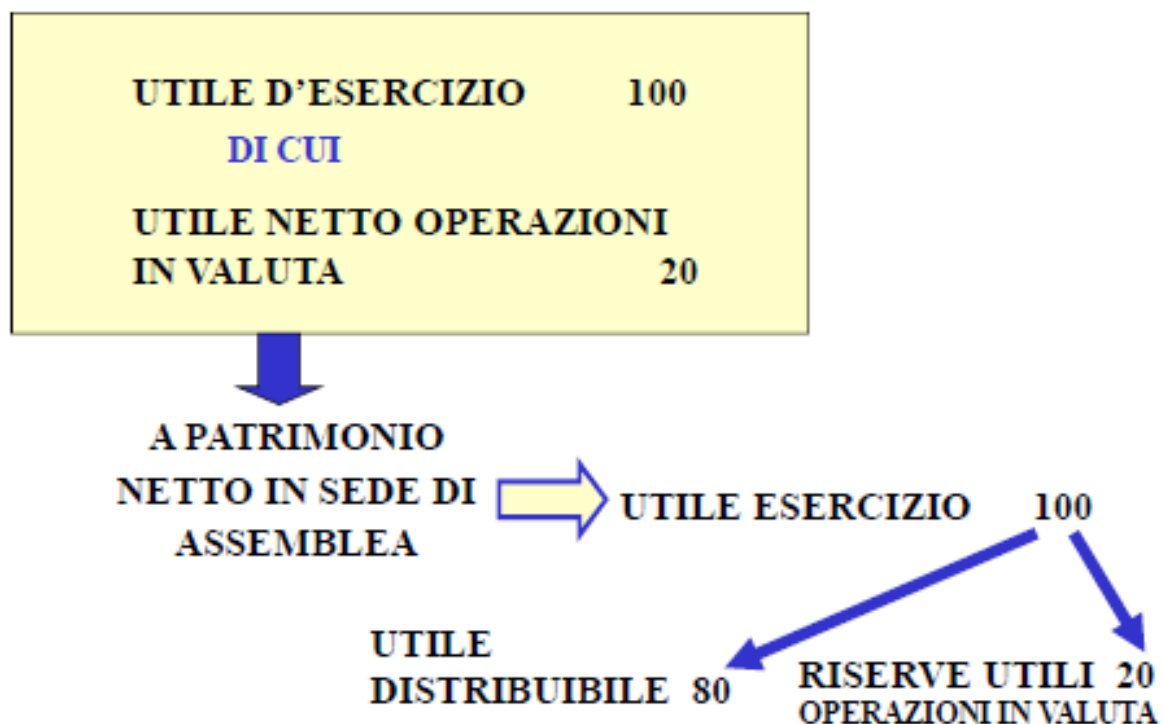 UTILE D'ESERCIZIO 100
DI CUI
UTILE NETTO OPERAZIONI
IN VALUTA 20
A PATRIMONIO
NETTO IN SEDE DI
ASSEMBLEA
UTILE ESERCIZIO 100
UTILE
DISTRIBUIBILE 80
RISERVE UTILI 20
OPERAZIONI IN VALUTA